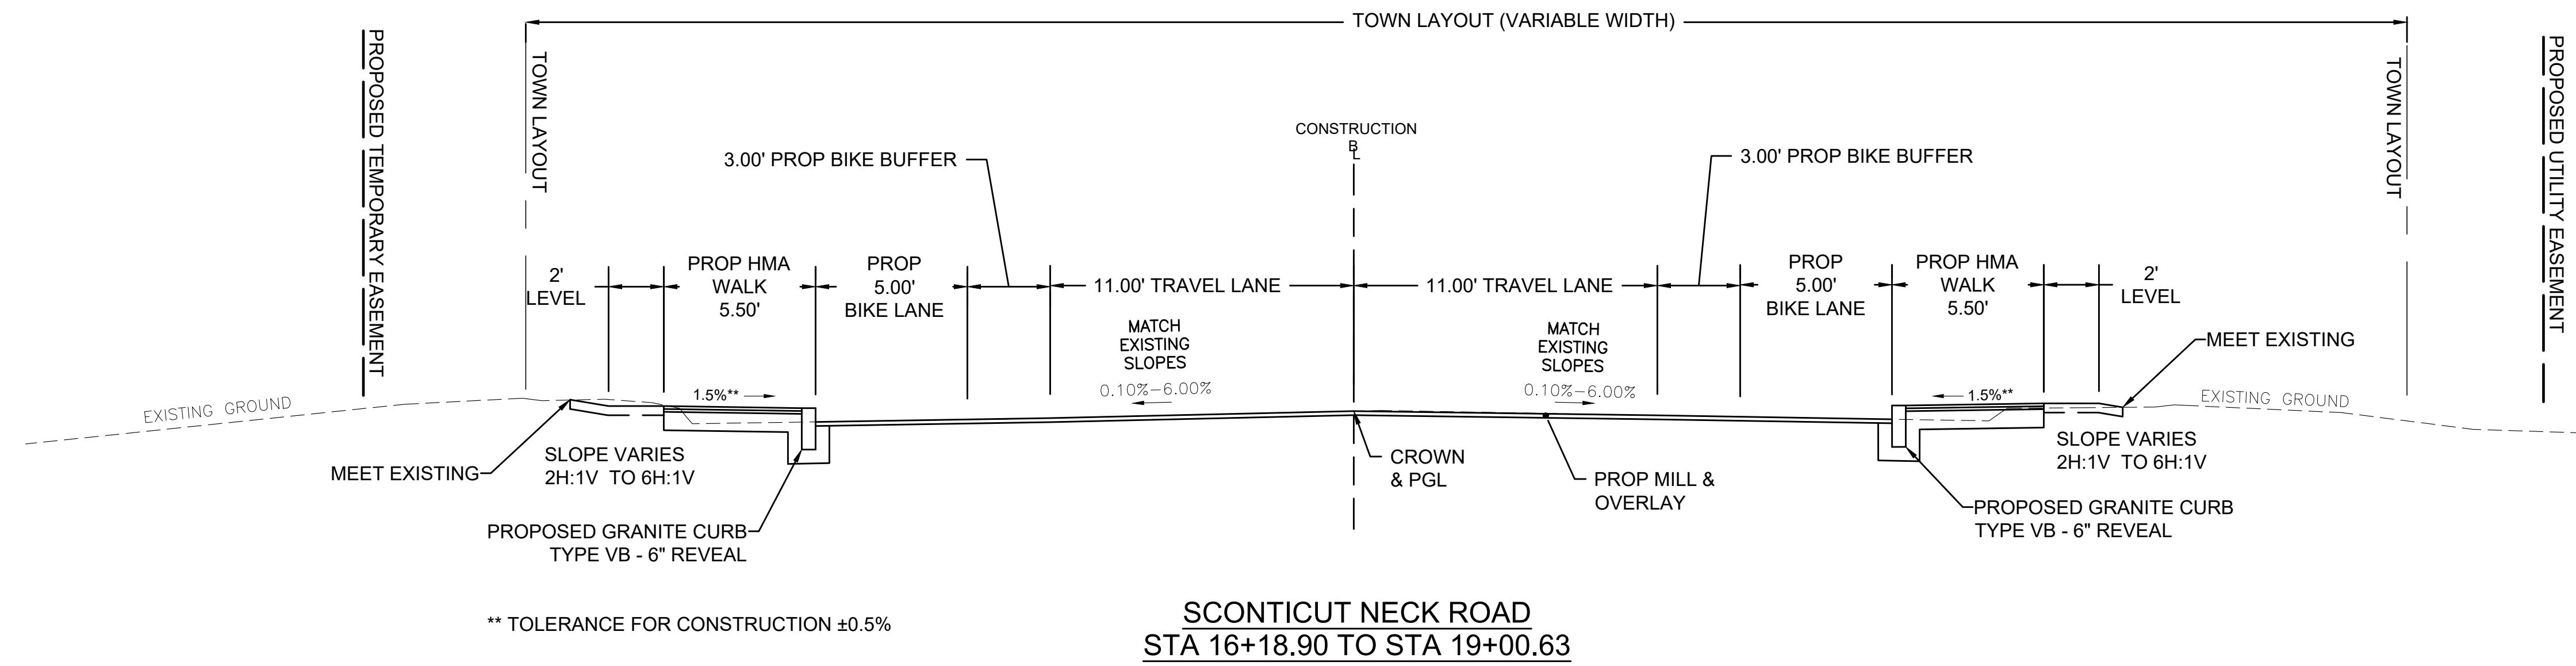 TOWN LAYOUT (VARIABLE WIDTH)
PROPOSED TEMPORARY EASEMENT
TOWN LAYOUT
TOWN LAYOUT
PROPOSED UTILITY EASEMENT
CONSTRUCTION
BL
3.00' PROP BIKE BUFFER
3.00' PROP BIKE BUFFER
2'
LEVEL
PROP HMA
WALK
5.50'
PROP
5.00'
BIKE LANE
11.00' TRAVEL LANE
11.00' TRAVEL LANE
PROP
5.00'
BIKE LANE
PROP HMA
WALK
5.50'
2'
LEVEL
MATCH
EXISTING
SLOPES
0.10%-6.00%
MATCH
EXISTING
SLOPES
0.10%-6.00%
MEET EXISTING
EXISTING GROUND
1.5%**
1.5%**
EXISTING GROUND
MEET EXISTING
SLOPE VARIES
2H:1V TO 6H:1V
CROWN
& PGL
PROP MILL &
OVERLAY
SLOPE VARIES
2H:1V TO 6H:1V
PROPOSED GRANITE CURB
TYPE VB - 6" REVEAL
PROPOSED GRANITE CURB
TYPE VB - 6" REVEAL
** TOLERANCE FOR CONSTRUCTION ±0.5%
SCONTICUT NECK ROAD
STA 16+18.90 TO STA 19+00.63